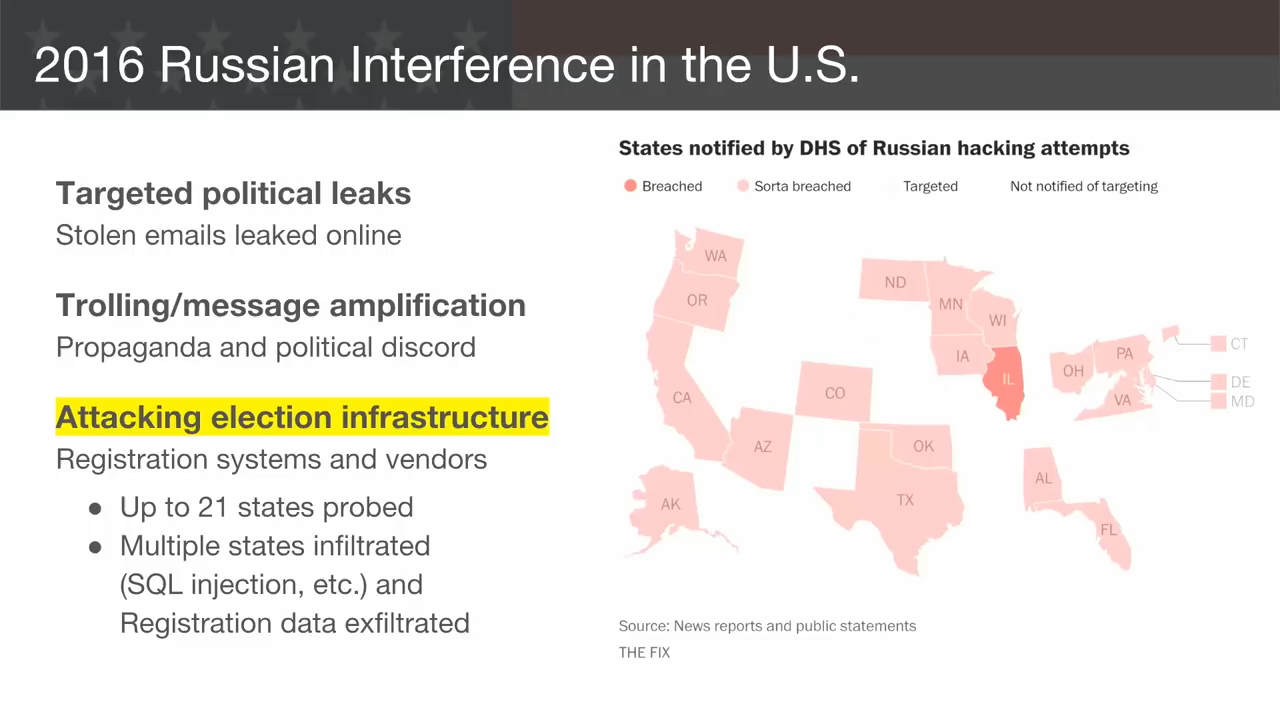 2016 Russian Interference in the U.S.
Targeted political leaks
Stolen emails leaked online
Trolling/message amplification
Propaganda and political discord
Attacking election infrastructure
Registration systems and vendors
● Up to 21 states probed
● Multiple states infiltrated
(SQL injection, etc.) and
Registration data exfiltrated
States notified by DHS of Russian hacking attempts
Breached Sorta breached Targeted Not notified of targeting
WA
ND
OR
MN
WI
CT
PA
IA
OH
IL
DE
CO
CA
VA
MD
AZ
OK
AL
TX
AK
FL
Source: News reports and public statements
THE FIX